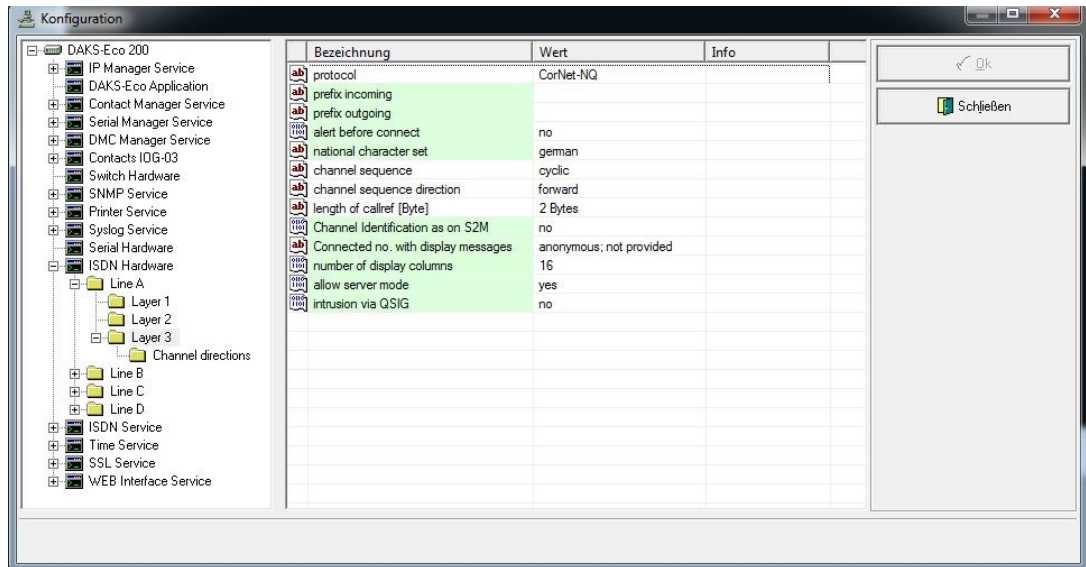 Konfiguration
DAKS-Eco 200
IP Manager Service
DAKS-Eco Application
Contact Manager Service
Serial Manager Service
DMC Manager Service
Contacts IOG-03
Switch Hardware
SNMP Service
Printer Service
Syslog Service
Serial Hardware
ISDN Hardware
Line A
Layer 1
Layer 2
Layer 3
Channel directions
Line B
Line C
Line D
ISDN Service
Time Service
SSL Service
WEB Interface Service
Bezeichnung Wert Info
protocol CorNet-NQ
prefix incoming
prefix outgoing
alert before connect no
national character set german
channel sequence cyclic
channel sequence direction forward
length of callref [Byte] 2 Bytes
Channel Identification as on S2M no
Connected no. with display messages anonymous; not provided
number of display columns 16
allow server mode yes
intrusion via QSIG no
Ok
Schließen